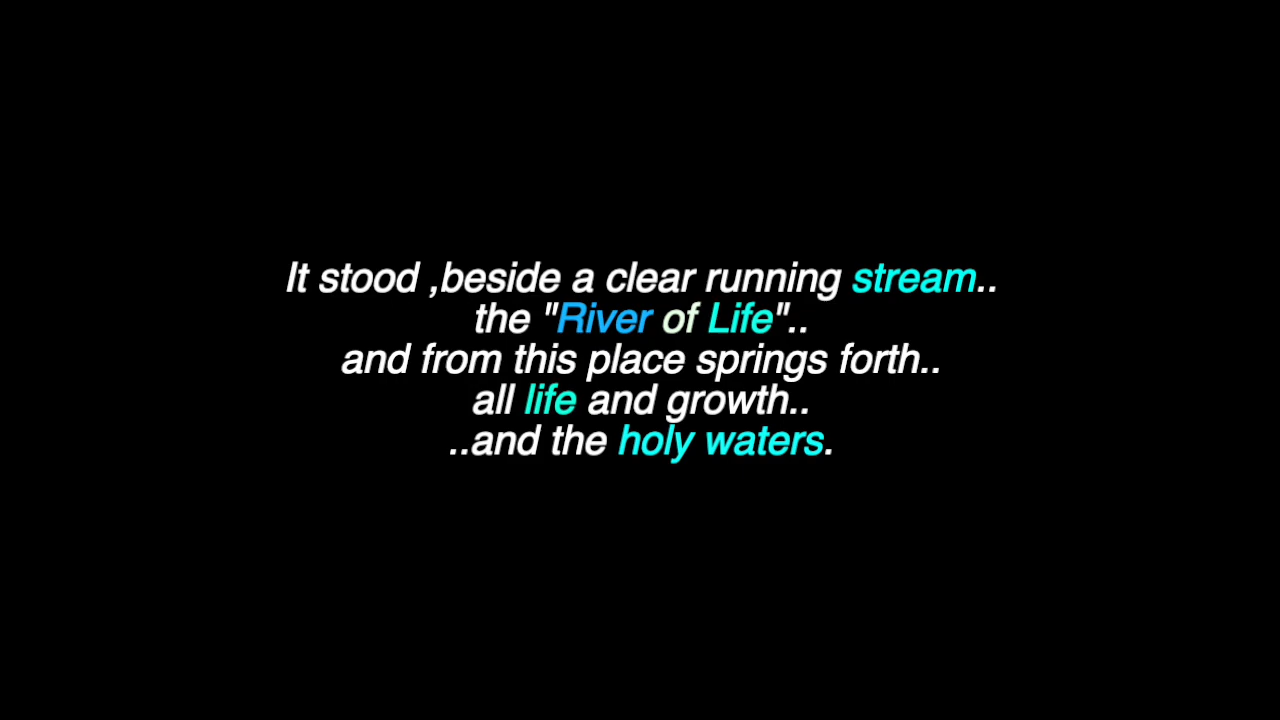 It stood ,beside a clear running stream..
the "River of Life"..
and from this place springs forth..
all life and growth..
..and the holy waters.